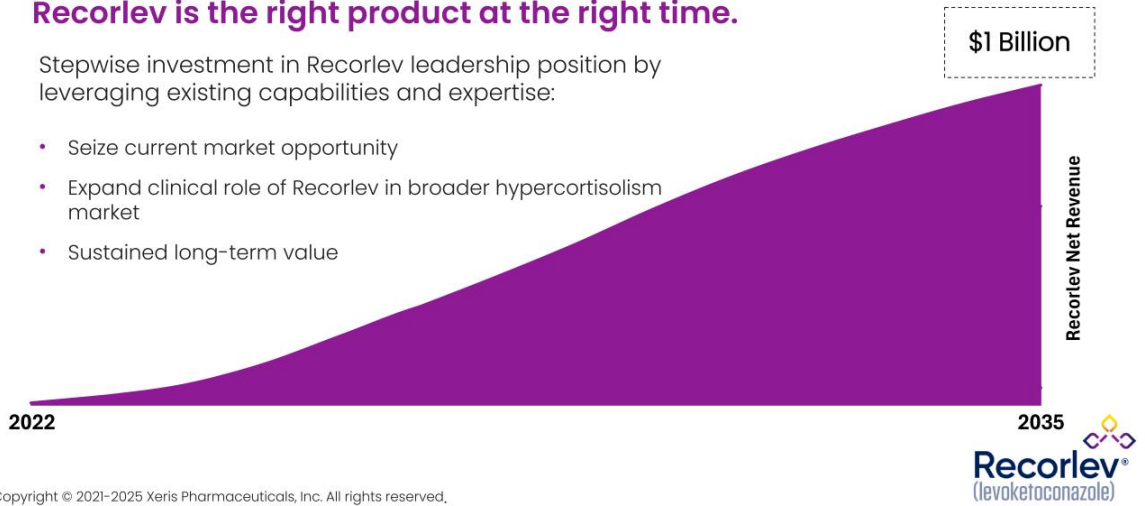 Recorlev is the right product at the right time.
$1 Billion
Stepwise investment in Recorlev leadership position by
leveraging existing capabilities and expertise:
• Seize current market opportunity
• Expand clinical role of Recorlev in broader hypercortisolism
market
• Sustained long-term value
Recorlev Net Revenue
2022
2035
Recorlev®
(levoketoconazole)
Copyright © 2021-2025 Xeris Pharmaceuticals, Inc. All rights reserved.